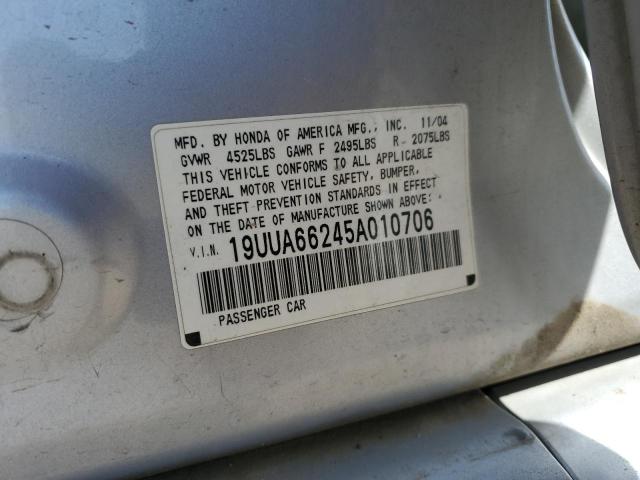 MFD. BY HONDA OF AMERICA MFG., INC. 11/04
GVWR 4525LBS GAWR F 2495LBS R 2075LBS
THIS VEHICLE CONFORMS TO ALL APPLICABLE
FEDERAL MOTOR VEHICLE SAFETY, BUMPER,
AND THEFT PREVENTION STANDARDS IN EFFECT
ON THE DATE OF MANUFACTURE SHOWN ABOVE.
V.I.N. 19UUA66245A010706
PASSENGER CAR